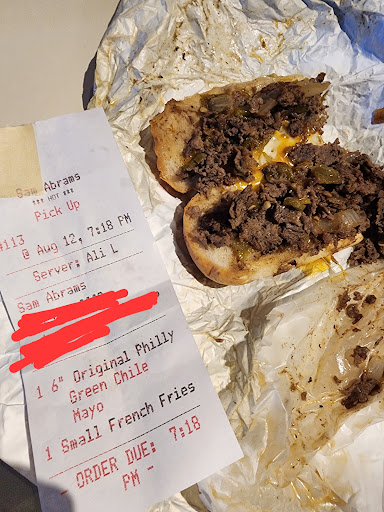 Sam Abrams
*** HOT ***
Pick Up
#113
@ Aug 12, 7:18 PM
Server: Ali L
Sam Abrams
1 6" Original Philly
Green Chile
Mayo
1 Small French Fries
- ORDER DUE: 7:18
PM -